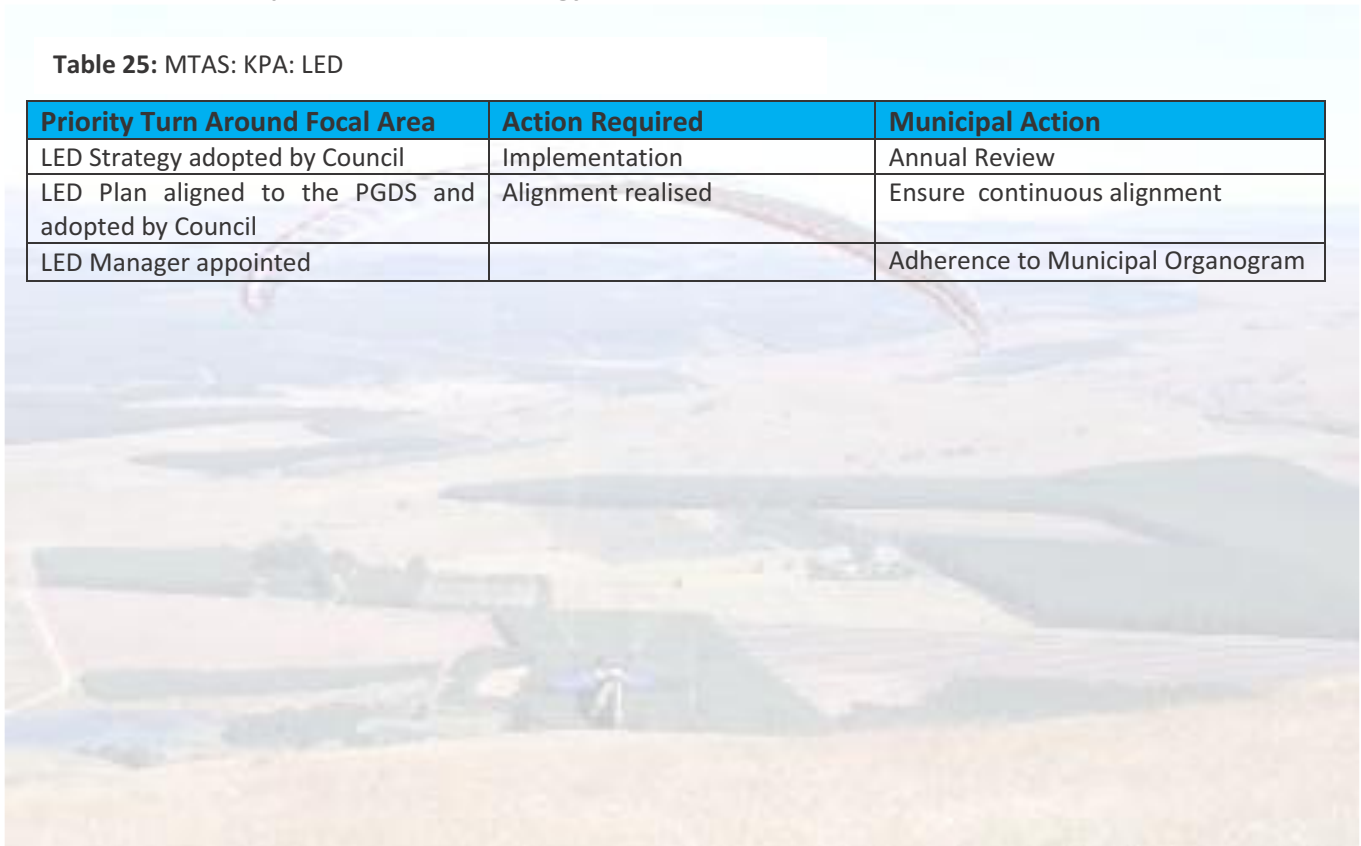 Table 25: MTAS: KPA: LED
Priority Turn Around Focal Area Action Required Municipal Action
LED Strategy adopted by Council Implementation Annual Review
LED Plan aligned to the PGDS and Alignment realised Ensure continuous alignment
adopted by Council
LED Manager appointed Adherence to Municipal Organogram